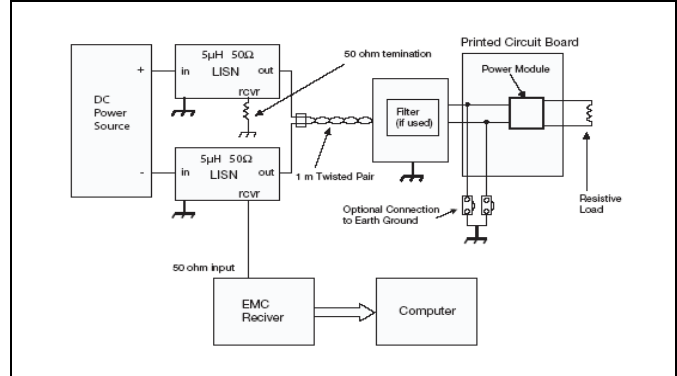 Printed Circuit Board
5μH 50Ω
LISN
in
out
rcvr
50 ohm temination
Power Module
+
DC
Power
Source
-
Filter
(if used)
5μH 50Ω
LISN
in
out
rcvr
1 m Twisted Pair
Optional Connection
to Earth Ground
Resistive
Load
50 ohm input
EMC
Reciver
Computer